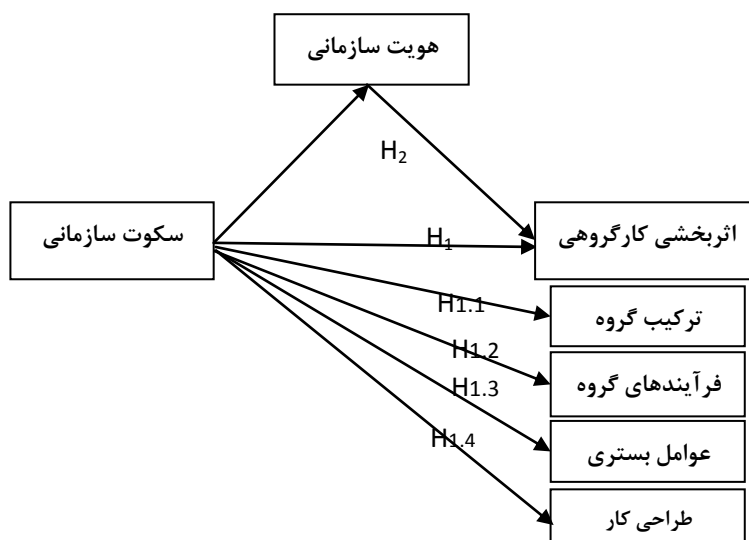 هویت سازمانی
H2
سکوت سازمانی
اثربخشی کارگروهی
H1
H1.1
ترکیب گروه
H1.2
فرآیندهای گروه
H1.3
عوامل بستری
H1.4
طراحی کار